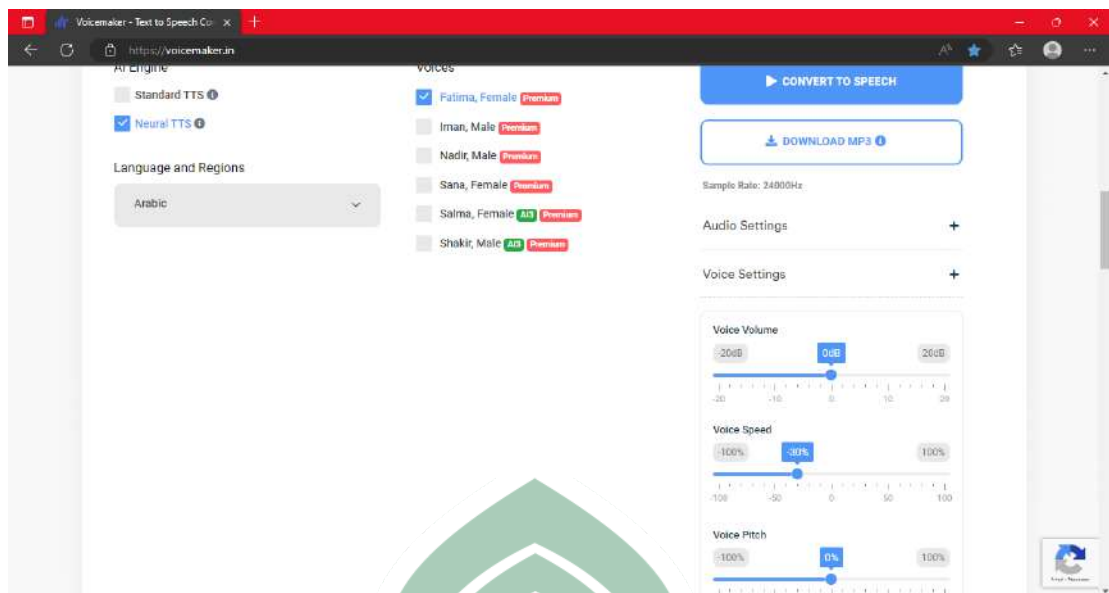 Voicemaker - Text to Speech Co
https://voicemaker.in
AI Engine
Standard TTS
Neural TTS
Language and Regions
Arabic
Voices
Fatima, Female Premium
Iman, Male Premium
Nadir, Male Premium
Sana, Female Premium
Salma, Female AI3 Premium
Shakir, Male AI3 Premium
CONVERT TO SPEECH
DOWNLOAD MP3
Sample Rate: 24000Hz
Audio Settings +
Voice Settings +
Voice Volume
-20dB 0dB 20dB
-20 -10 0 10 20
Voice Speed
-100% -30% 100%
-100 -50 0 50 100
Voice Pitch
-100% 0% 100%